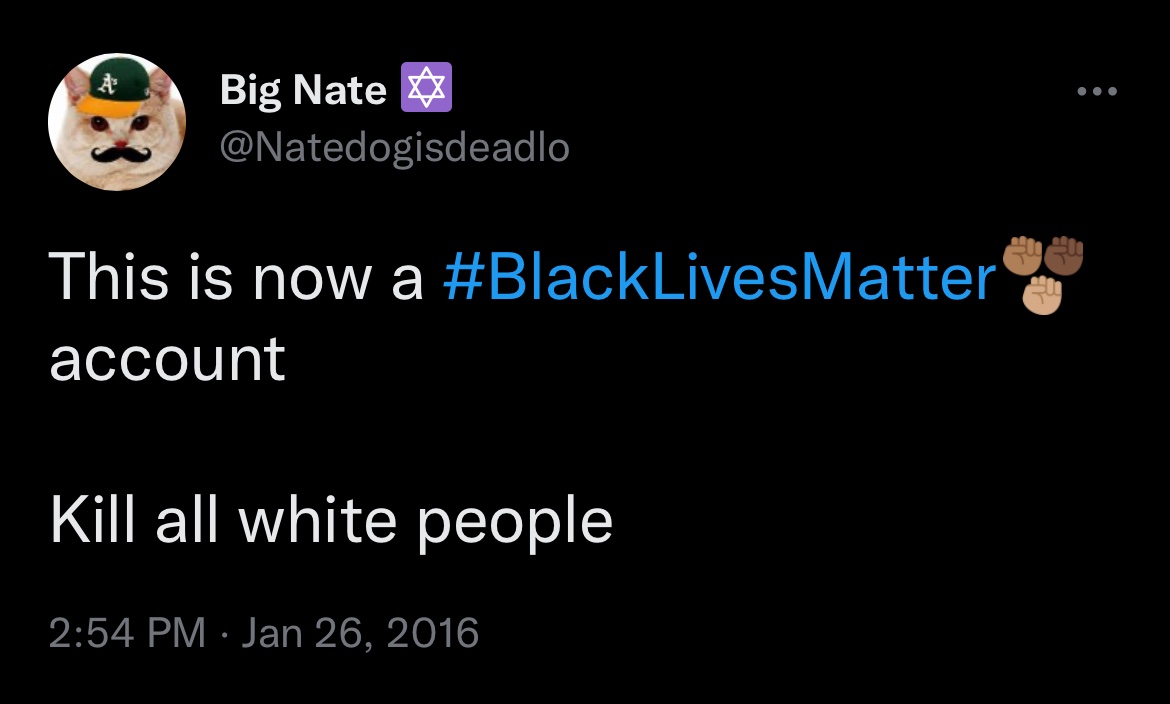 Big Nate ✡
@Natedogisdeadlo
This is now a #BlackLivesMatter
account
Kill all white people
2:54 PM · Jan 26, 2016
A's